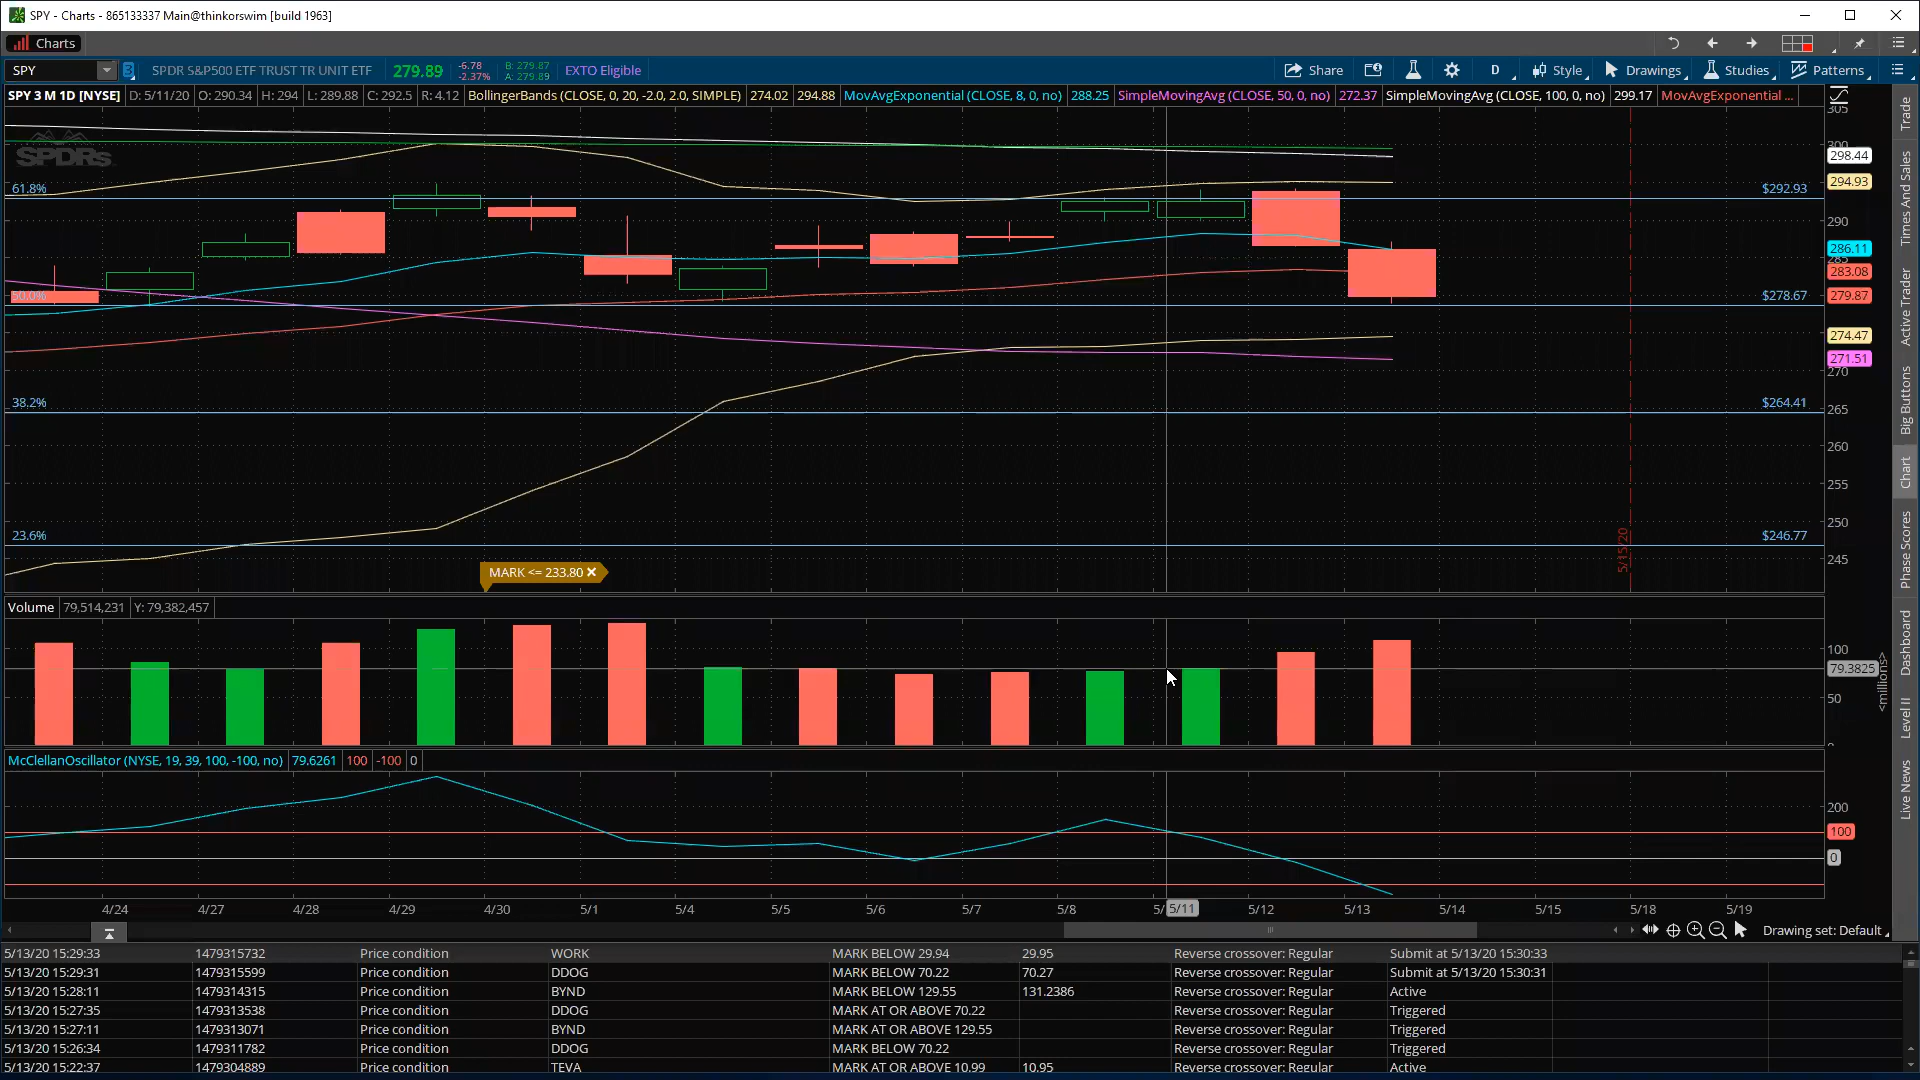 SPY - Charts - 865133337 Main@thinkorswim [build 1963]
Charts
SPY
SPDR S&P500 ETF TRUST TR UNIT ETF 279.89 -6.78 -2.37% B: 279.87 A: 279.89 EXTO Eligible
Share D Style Drawings Studies Patterns
SPY 3 M 1D [NYSE] D: 5/11/20 O: 290.34 H: 294 L: 289.88 C: 292.5 R: 4.12 BollingerBands (CLOSE, 0, 20, -2.0, 2.0, SIMPLE) 274.02 294.88 MovAvgExponential (CLOSE, 8, 0, no) 288.25 SimpleMovingAvg (CLOSE, 50, 0, no) 272.37 SimpleMovingAvg (CLOSE, 100, 0, no) 299.17 MovAvgExponential ...
305
SPDRs
300
298.44
294.93
61.8% $292.93
290
286.11
285
283.08
50.0% $278.67 279.87
274.47
271.51
270
38.2% $264.41
265
260
255
250
23.6% $246.77
245
5/15/20
MARK <= 233.80
Volume 79,514,231 Y: 79,382,457
100
79.3825
50
<millions>
McClellanOscillator (NYSE, 19, 39, 100, -100, no) 79.6261 100 -100 0
200
100
0
4/24 4/27 4/28 4/29 4/30 5/1 5/4 5/5 5/6 5/7 5/8 5/11 5/12 5/13 5/14 5/15 5/18 5/19
Drawing set: Default
5/13/20 15:29:33 1479315732 Price condition WORK MARK BELOW 29.94 29.95 Reverse crossover: Regular Submit at 5/13/20 15:30:33
5/13/20 15:29:31 1479315599 Price condition DDOG MARK BELOW 70.22 70.27 Reverse crossover: Regular Submit at 5/13/20 15:30:31
5/13/20 15:28:11 1479314315 Price condition BYND MARK BELOW 129.55 131.2386 Reverse crossover: Regular Active
5/13/20 15:27:35 1479313538 Price condition DDOG MARK AT OR ABOVE 70.22 Reverse crossover: Regular Triggered
5/13/20 15:27:11 1479313071 Price condition BYND MARK AT OR ABOVE 129.55 Reverse crossover: Regular Triggered
5/13/20 15:26:34 1479311782 Price condition DDOG MARK BELOW 70.22 Reverse crossover: Regular Triggered
5/13/20 15:22:37 1479304889 Price condition TEVA MARK AT OR ABOVE 10.99 10.95 Reverse crossover: Regular Active
Trade
Times And Sales
Active Trader
Big Buttons
Chart
Phase Scores
Dashboard
Level II
Live News